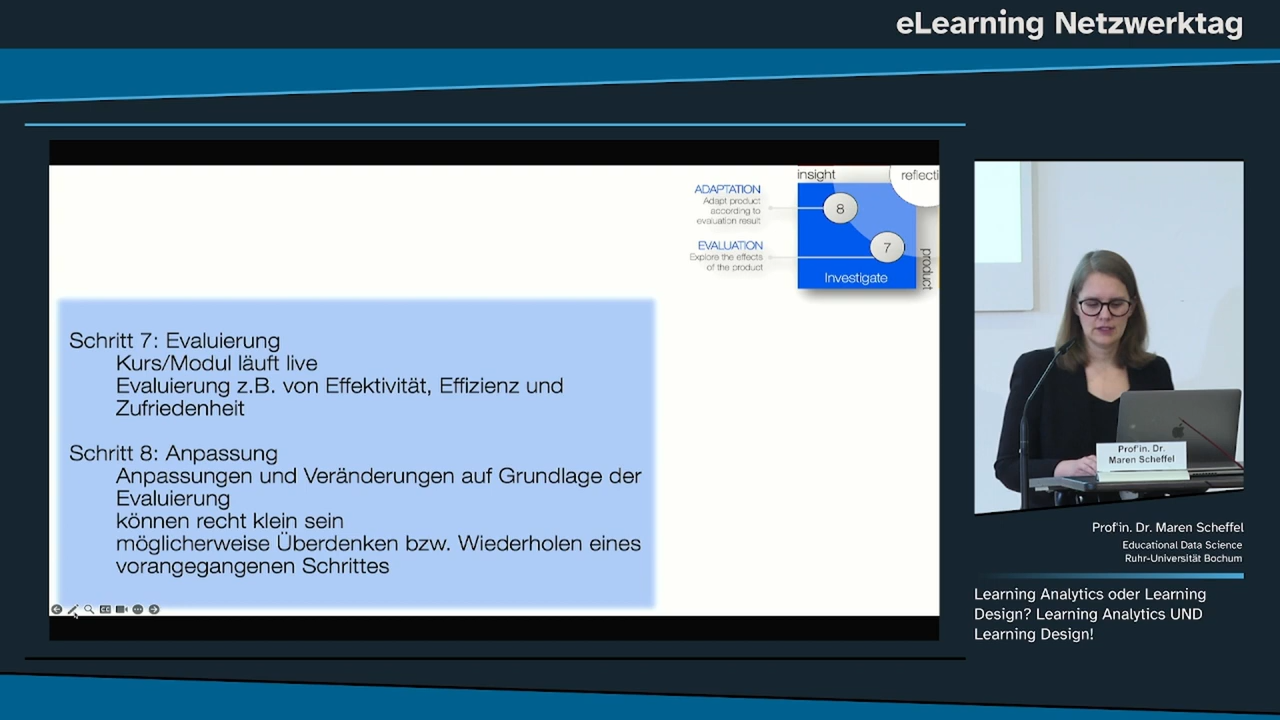 eLearning Netzwerktag
insight
reflecti
ADAPTATION
Adapt product
according to
evaluation result
8
EVALUATION
Explore the effects
of the product
7
Investigate
product
Schritt 7: Evaluierung
Kurs/Modul läuft live
Evaluierung z.B. von Effektivität, Effizienz und
Zufriedenheit
Schritt 8: Anpassung
Anpassungen und Veränderungen auf Grundlage der
Evaluierung
können recht klein sein
möglicherweise Überdenken bzw. Wiederholen eines
vorangegangenen Schrittes
Prof'in. Dr.
Maren Scheffel
Prof'in. Dr. Maren Scheffel
Educational Data Science
Ruhr-Universität Bochum
Learning Analytics oder Learning
Design? Learning Analytics UND
Learning Design!